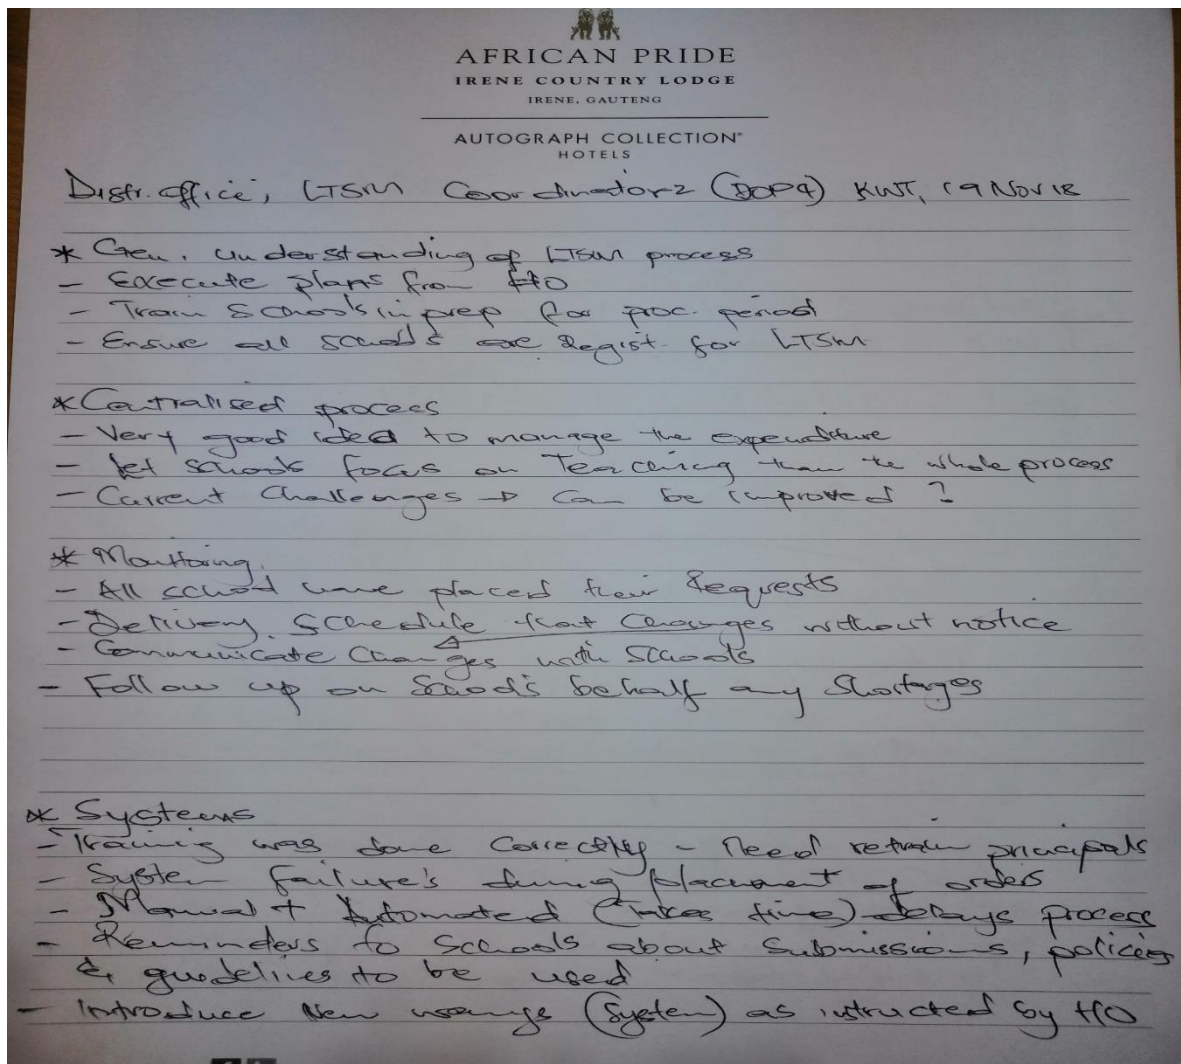 AFRICAN PRIDE
IRENE COUNTRY LODGE
IRENE, GAUTENG
AUTOGRAPH COLLECTION®
HOTELS
Distr. office, LTSM Coordinator2 (DOP4) KWT, 19 Nov 18
* Gen. understanding of LTSM process
- Execute plans from HO
- Train Schools in prep for proc. period
- Ensure all schools are Regist. for LTSM
* Centralised process
- Very good idea to manage the expenditure
- let schools focus on Teaching than the whole process
- Current Challenges → Can be improved?
* Monitoring.
- All school have placed their Requests
- Delivery Schedule that Changes without notice
- Communicate Changes with Schools
- Follow up on School's behalf any Shortages
* Systems
- Training was done Correctly - Need retrain principals
- System failure's during placement of orders
- Manual + Automated (Takes time) - delays process
- Reminders to Schools about Submissions, policies
& guidelines to be used
- Introduce New (System) as intructed by HO